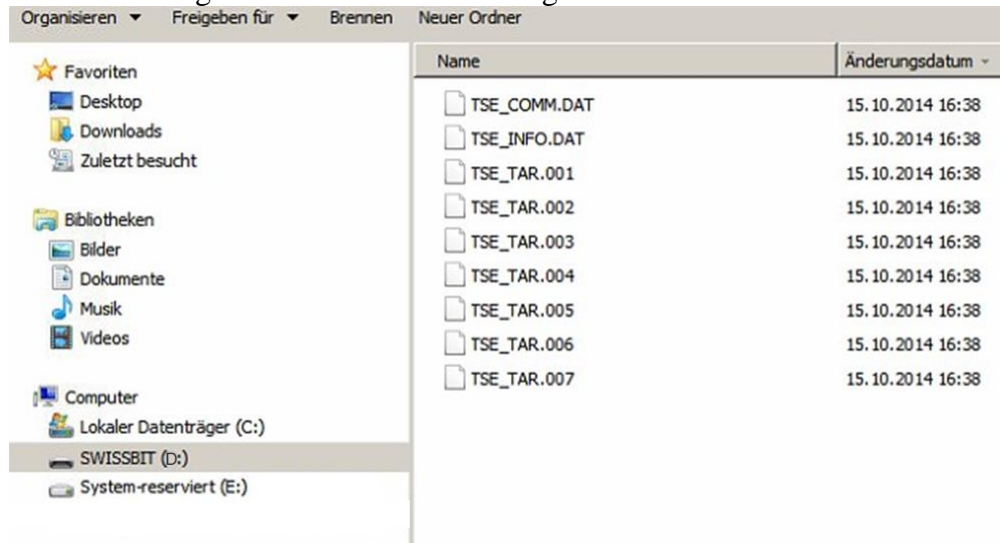 Organisieren Freigeben für Brennen Neuer Ordner
Favoriten
Desktop
Downloads
Zuletzt besucht
Bibliotheken
Bilder
Dokumente
Musik
Videos
Computer
Lokaler Datenträger (C:)
SWISSBIT (D:)
System-reserviert (E:)
Name Änderungsdatum
TSE_COMM.DAT 15.10.2014 16:38
TSE_INFO.DAT 15.10.2014 16:38
TSE_TAR.001 15.10.2014 16:38
TSE_TAR.002 15.10.2014 16:38
TSE_TAR.003 15.10.2014 16:38
TSE_TAR.004 15.10.2014 16:38
TSE_TAR.005 15.10.2014 16:38
TSE_TAR.006 15.10.2014 16:38
TSE_TAR.007 15.10.2014 16:38